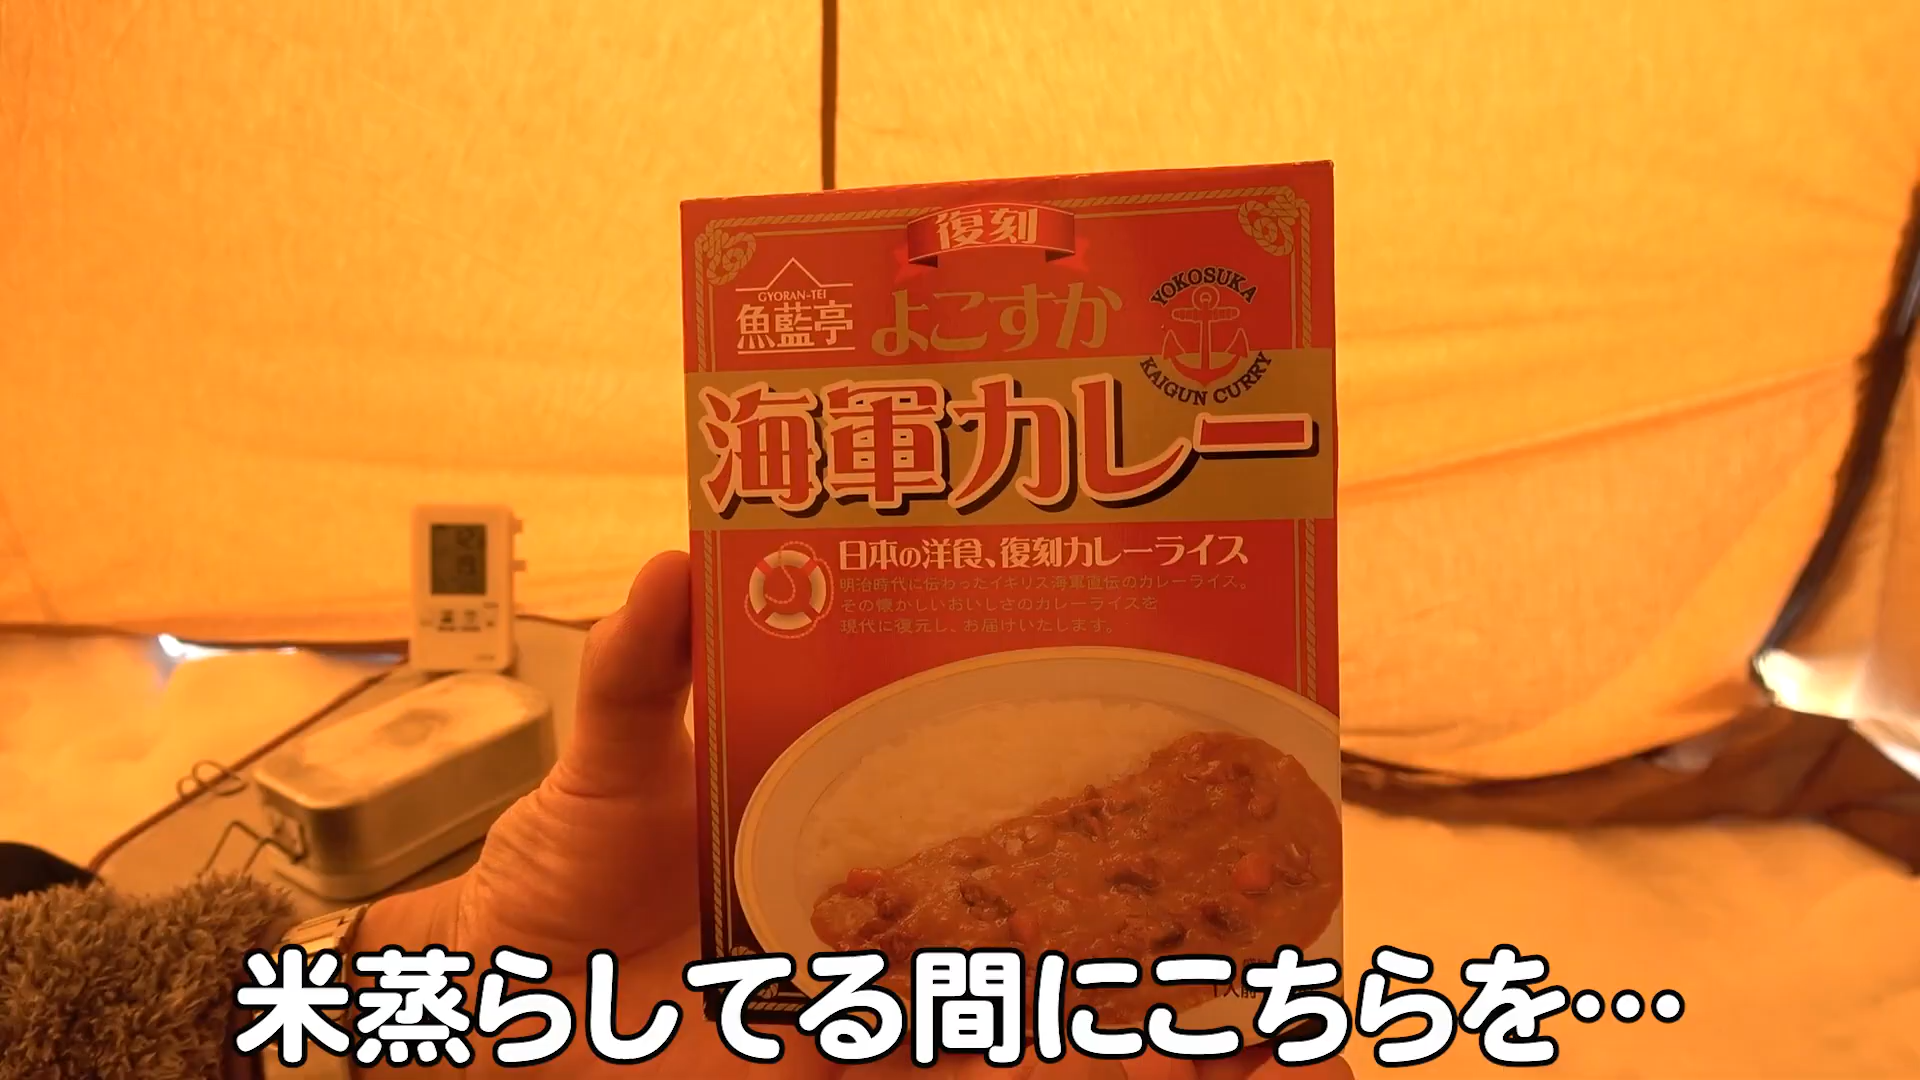 復刻
GYORAN-TEI
魚藍亭
よこすか
YOKOSUKA
KAIGUN CURRY
海軍カレー
日本の洋食、復刻カレーライス
明治時代に伝わったイギリス海軍直伝のカレーライス。
その懐かしいおいしさのカレーライスを
現代に復元し、お届けいたします。
1人前
米蒸らしてる間にこちらを…